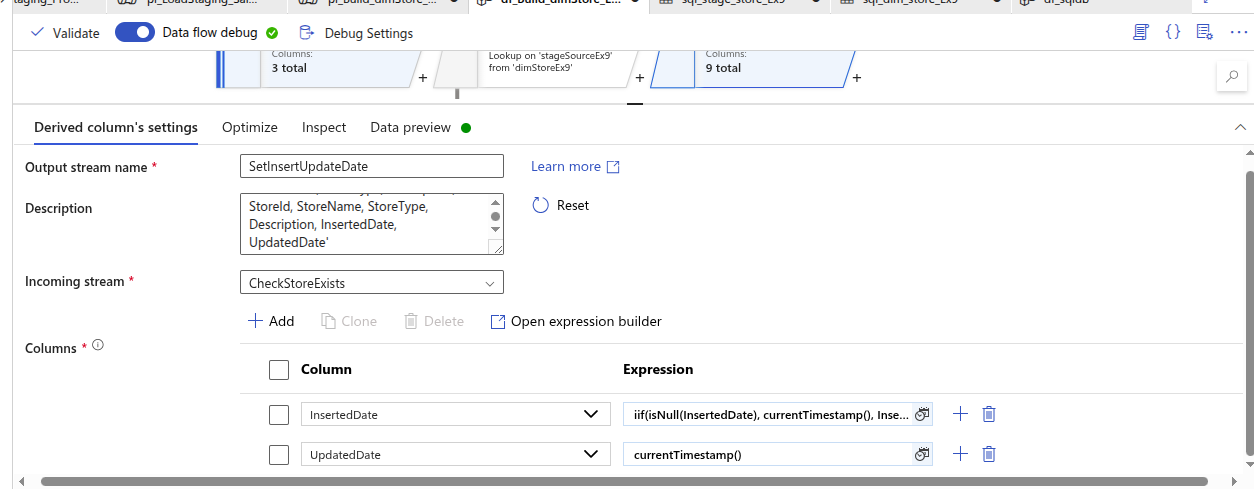 taging_Pro...
pl_LoadStaging_Sal...
pl_Build_dimStore_...
df_Build_dimStore_E...
sql_stage_store_Ex9
sql_dim_store_Ex9
df_sqldb
Validate
Data flow debug
Debug Settings
Columns:
3 total
Lookup on 'stageSourceEx9'
from 'dimStoreEx9'
Columns:
9 total
Derived column's settings
Optimize
Inspect
Data preview
Output stream name *
SetInsertUpdateDate
Learn more
Description
StoreId, StoreName, StoreType,
Description, InsertedDate,
UpdatedDate'
Reset
Incoming stream *
CheckStoreExists
Add
Clone
Delete
Open expression builder
Columns *
Column
Expression
InsertedDate
iif(isNull(InsertedDate), currentTimestamp(), Inse...
UpdatedDate
currentTimestamp()